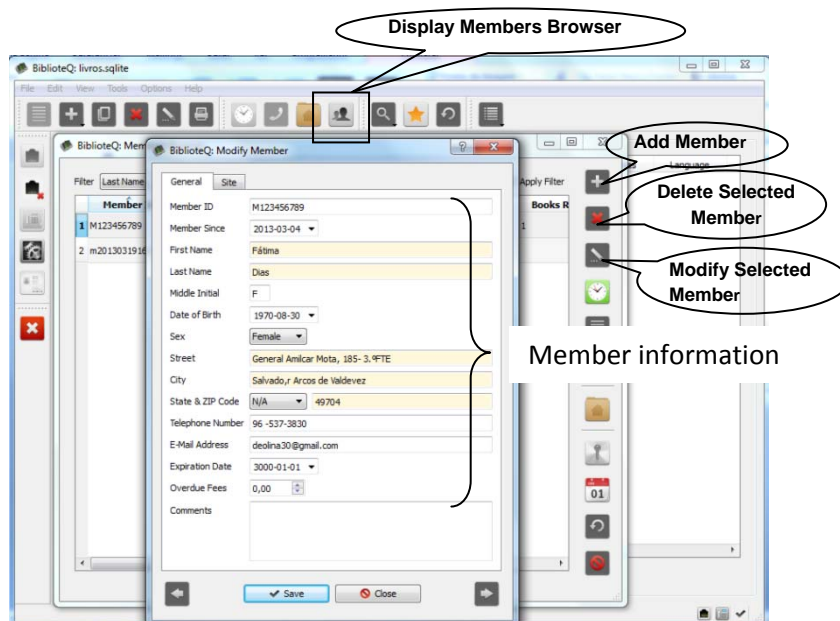 Display Members Browser
BiblioteQ: livros.sqlite
File Edit View Tools Options Help
BiblioteQ: Mem
BiblioteQ: Modify Member
Add Member
Language
Filter Last Name
General Site
Apply Filter
Delete Selected
Member
Member
Books R
Member ID M123456789
1 M123456789
1
Member Since 2013-03-04
2 m2013031916
First Name Fátima
Last Name Dias
Modify Selected
Member
Middle Initial F
Date of Birth 1970-08-30
Sex Female
Member information
Street General Amilcar Mota, 185- 3.ºFTE
City Salvado,r Arcos de Valdevez
State & ZIP Code N/A 49704
Telephone Number 96 -537-3830
E-Mail Address deolina30@gmail.com
Expiration Date 3000-01-01
Overdue Fees 0,00
01
Comments
Save Close